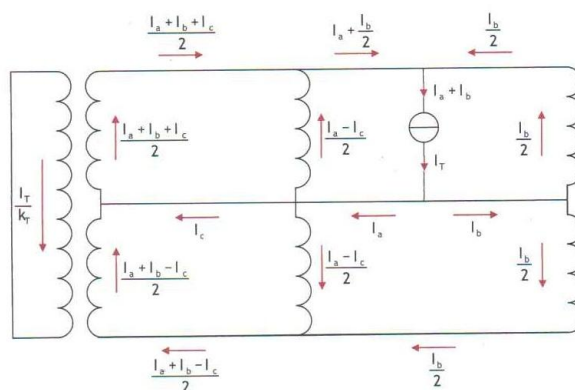 I_a + I_b + I_c
2
I_a + I_b
2
I_b
2
I_a + I_b
I_a + I_b + I_c
2
I_a − I_c
2
I_b
2
I_T
I_T
k_T
I_c
I_a
I_b
I_a + I_b − I_c
2
I_a − I_c
2
I_b
2
I_a + I_b − I_c
2
I_b
2